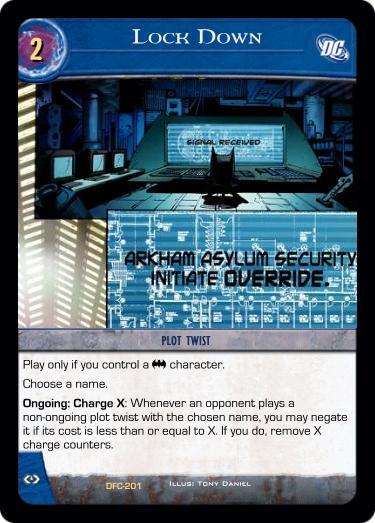 2
Lock Down
DC
SIGNAL RECEIVED
ARKHAM ASYLUM SECURITY
INITIATE OVERRIDE.
PLOT TWIST
Play only if you control a character.
Choose a name.
Ongoing: Charge X: Whenever an opponent plays a
non-ongoing plot twist with the chosen name, you may negate
it if its cost is less than or equal to X. If you do, remove X
charge counters.
DFC-201
Illus: Tony Daniel